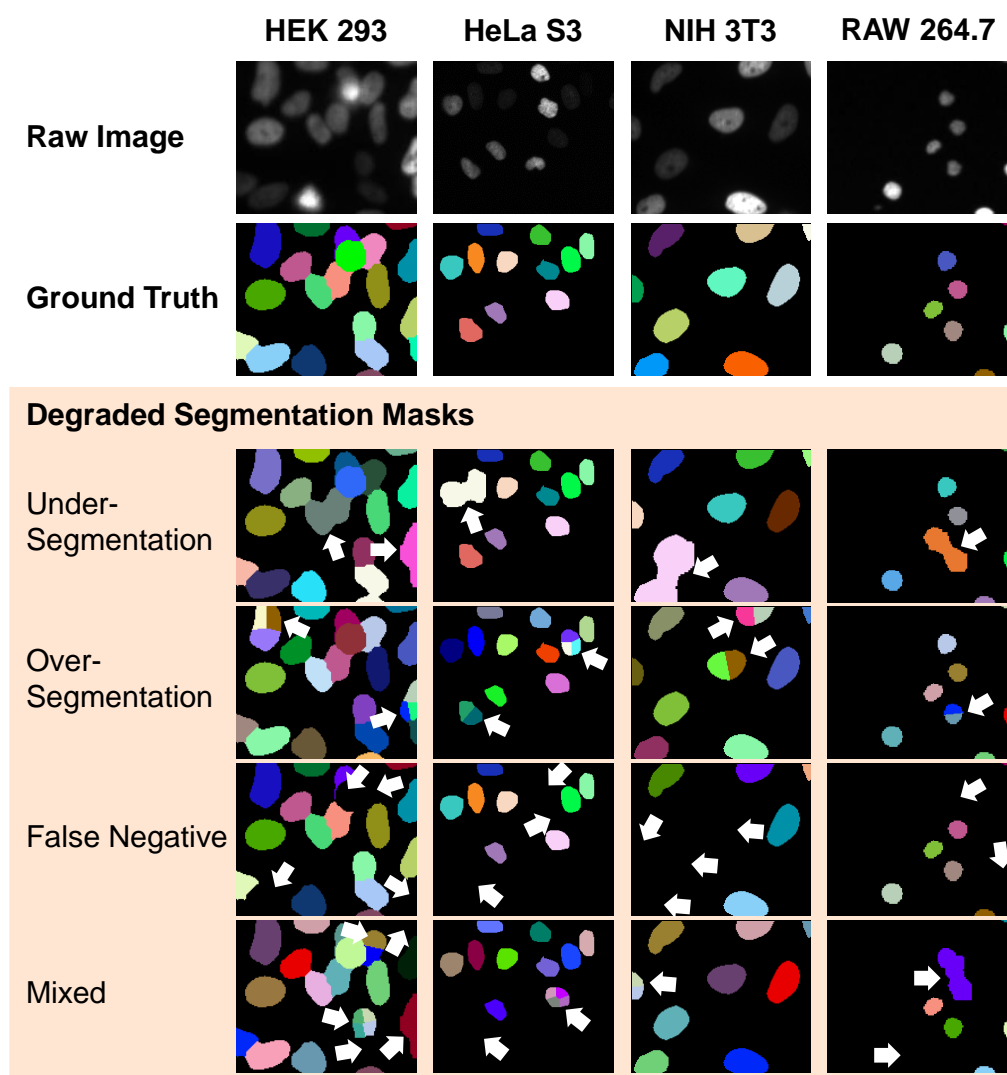 HEK 293 HeLa S3 NIH 3T3 RAW 264.7
Raw Image
Ground Truth
Degraded Segmentation Masks
Under-
Segmentation
Over-
Segmentation
False Negative
Mixed